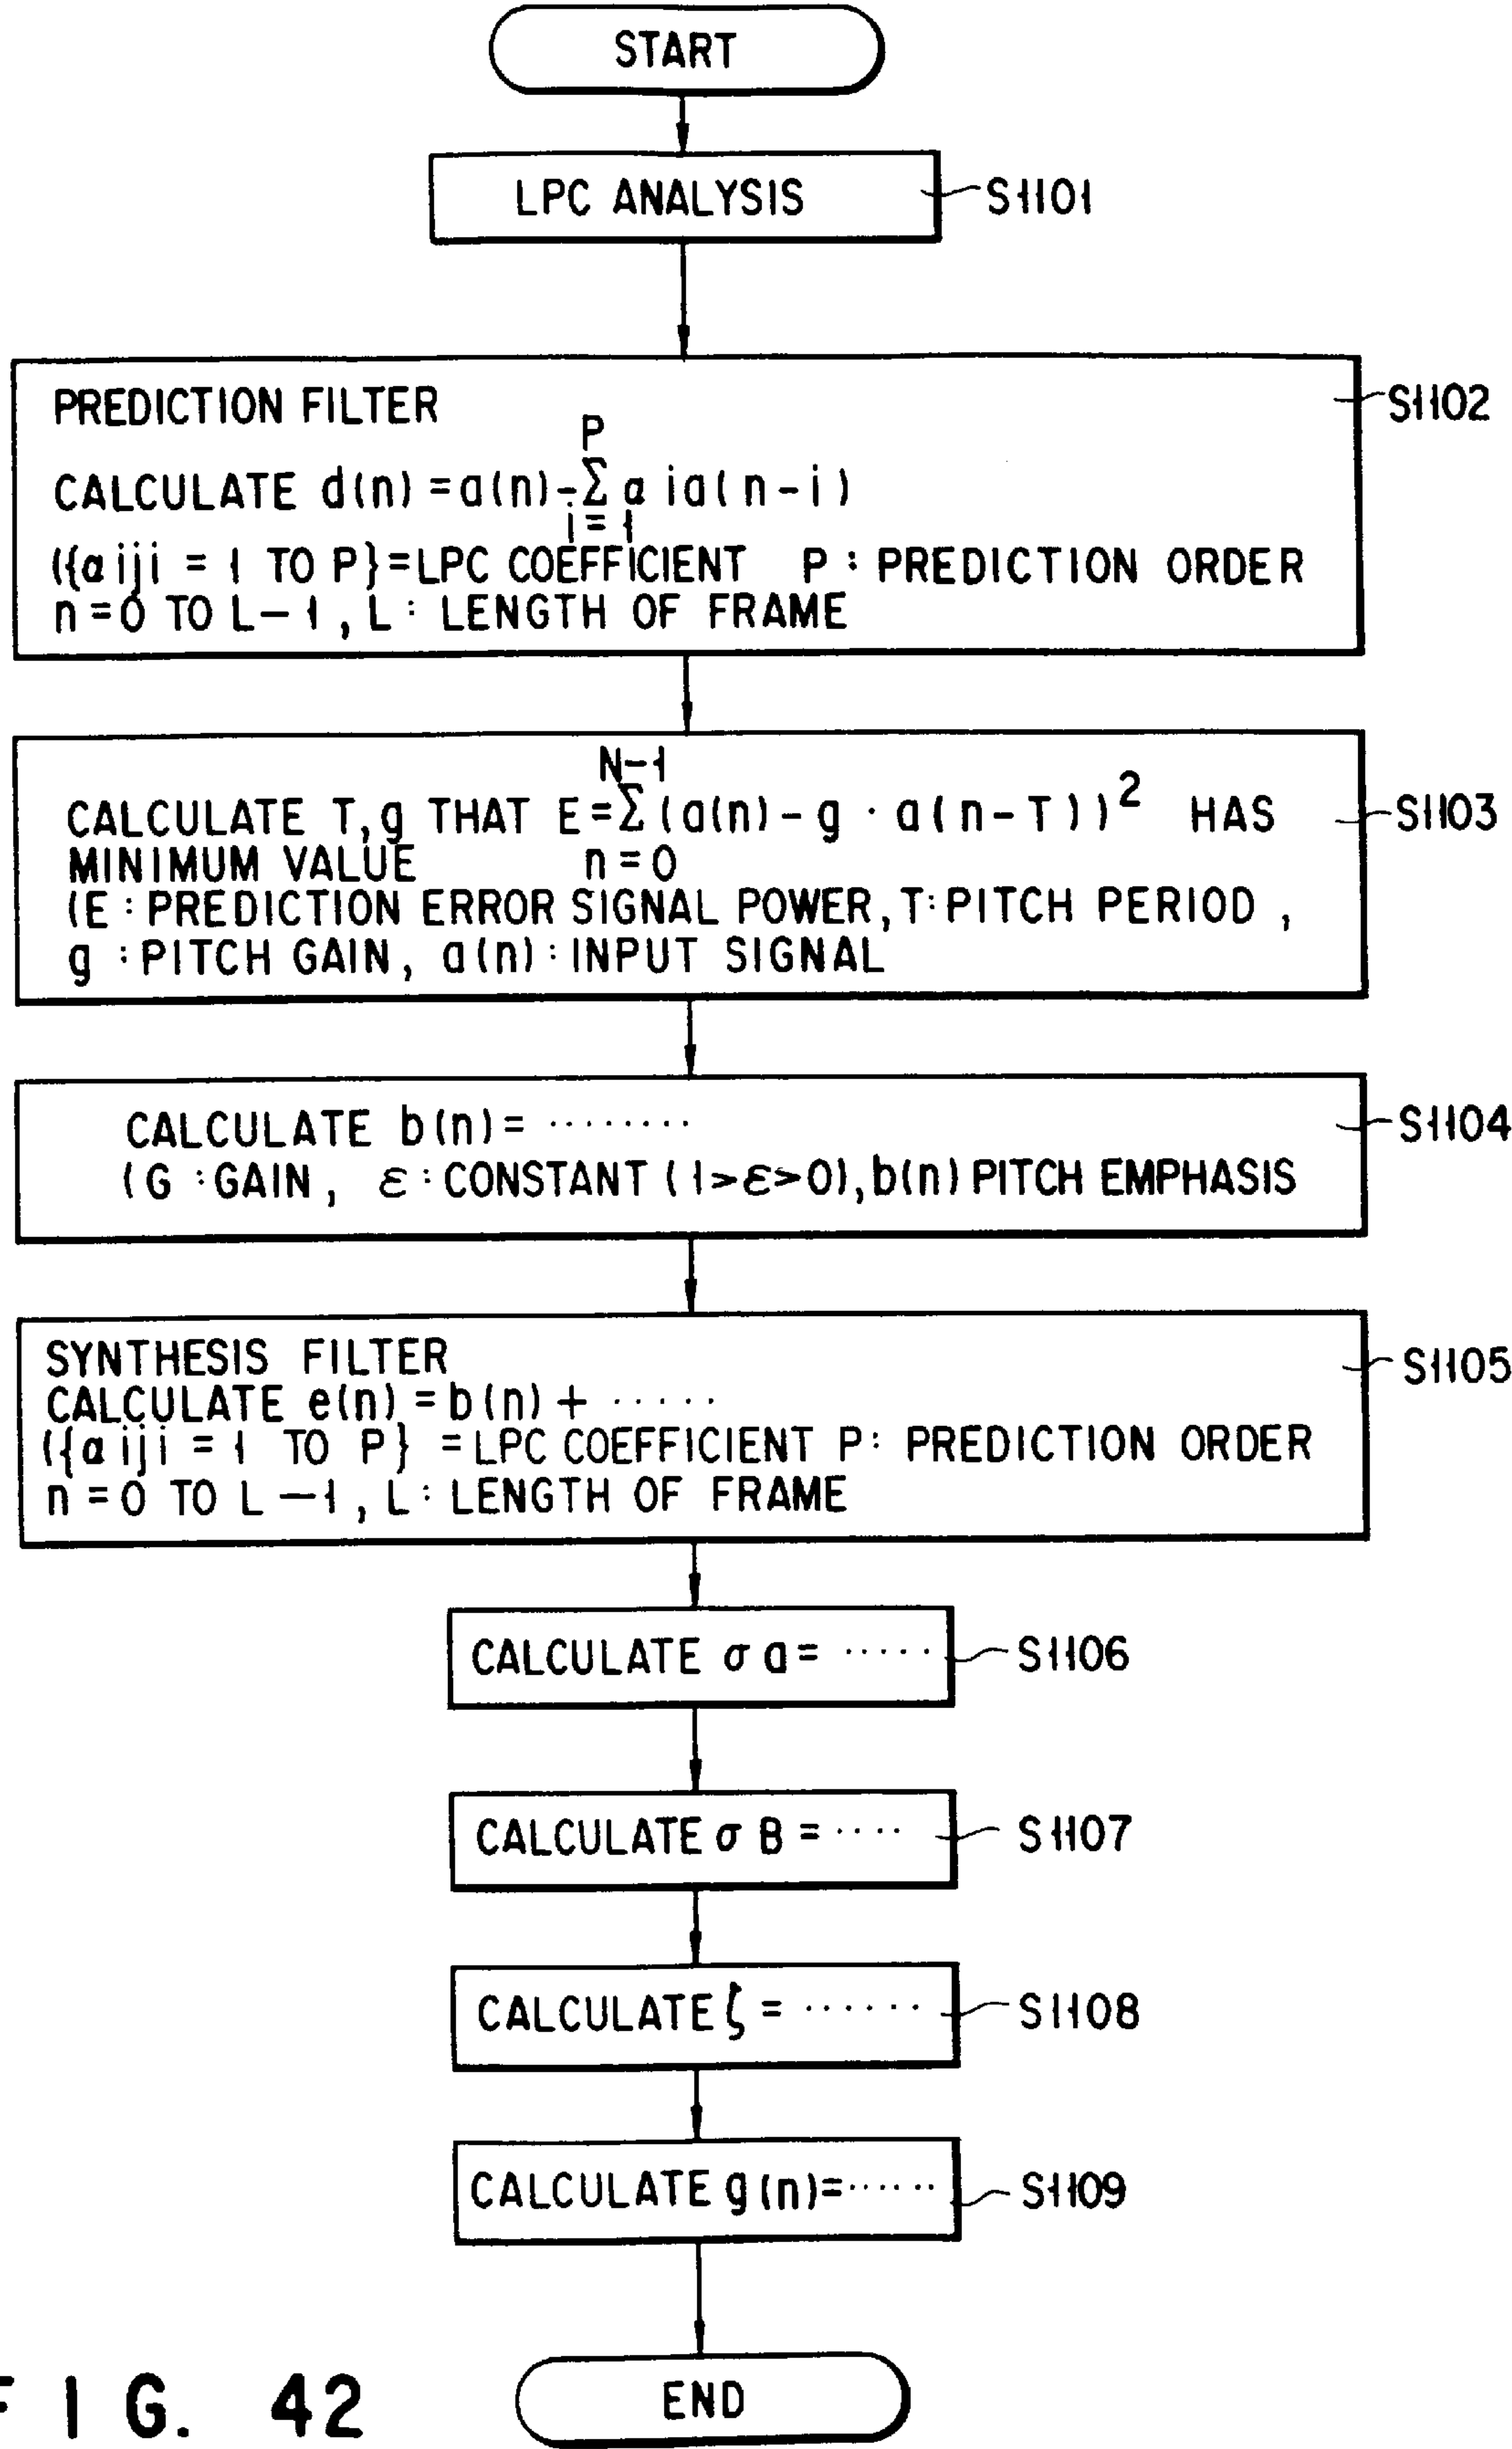 START
LPC ANALYSIS
S1101
PREDICTION FILTER
S1102
P
CALCULATE d(n) = a(n) - Σ α i a(n-i)
i = 1
({α iji = 1 TO P} = LPC COEFFICIENT P : PREDICTION ORDER
n = 0 TO L-1 , L : LENGTH OF FRAME
N-1
CALCULATE T, g THAT E = Σ (a(n) - g · a(n-T))² HAS
S1103
MINIMUM VALUE n = 0
(E : PREDICTION ERROR SIGNAL POWER, T : PITCH PERIOD ,
g : PITCH GAIN, a(n) : INPUT SIGNAL
CALCULATE b(n) = ········
S1104
(G : GAIN, ε : CONSTANT (1>ε>0), b(n) PITCH EMPHASIS
SYNTHESIS FILTER
S1105
CALCULATE e(n) = b(n) + ·····
({α iji = 1 TO P} = LPC COEFFICIENT P : PREDICTION ORDER
n = 0 TO L-1 , L : LENGTH OF FRAME
CALCULATE σ a = ·····
S1106
CALCULATE σ B = ····
S1107
CALCULATE ζ = ······
S1108
CALCULATE g(n) = ······
S1109
END
FIG. 42